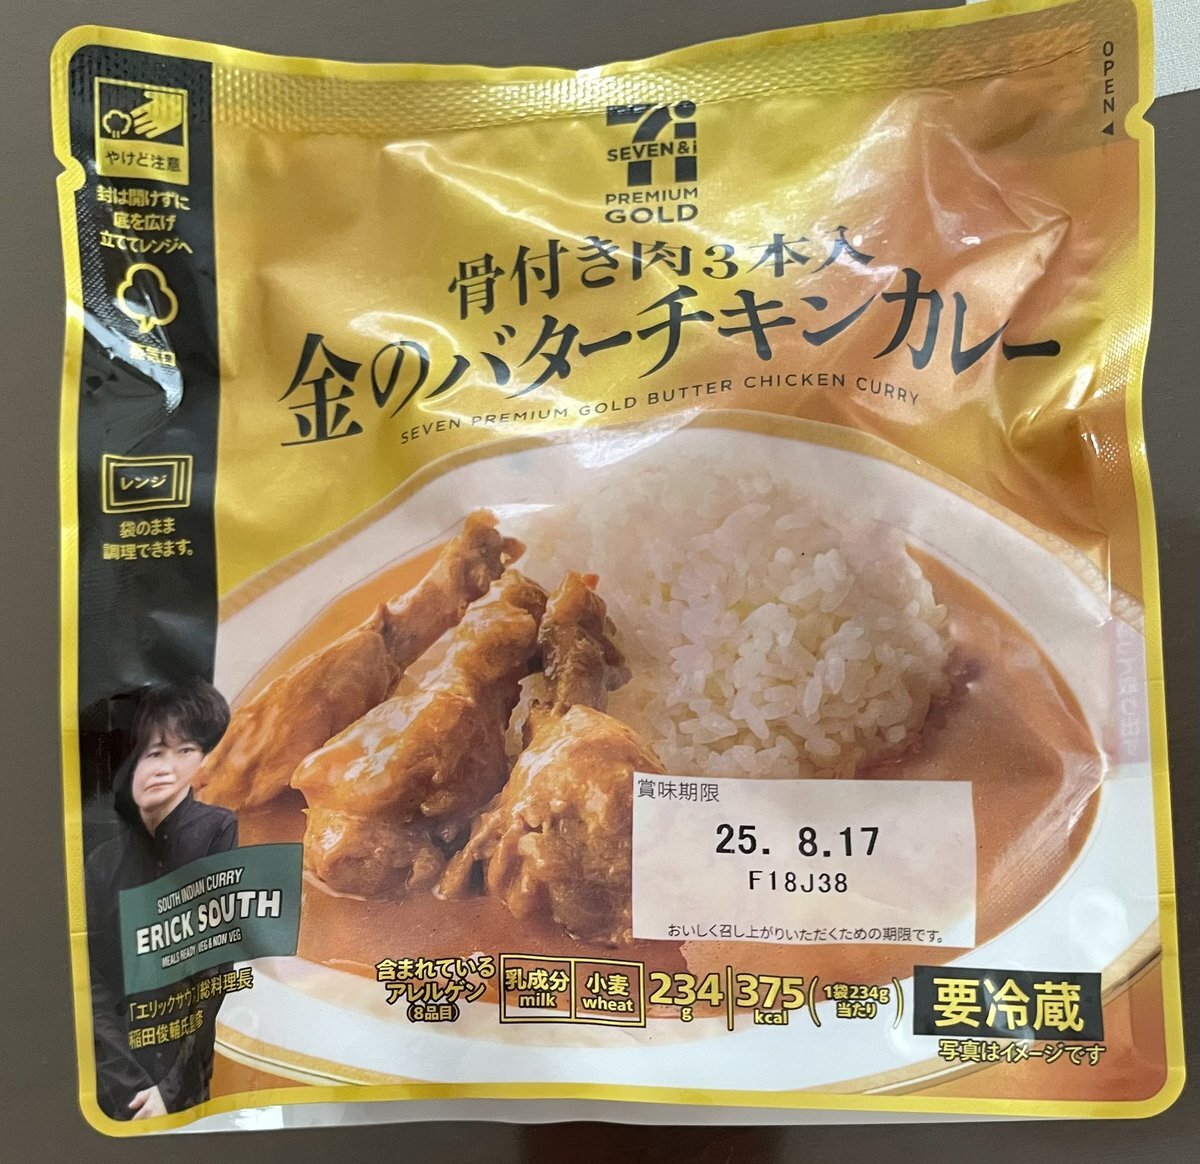 OPEN
やけど注意
封は開けずに
底を広げ
立ててレンジへ
蒸気口
レンジ
袋のまま
調理できます。
SEVEN&i
PREMIUM
GOLD
骨付き肉3本入
金のバターチキンカレー
SEVEN PREMIUM GOLD BUTTER CHICKEN CURRY
賞味期限
25. 8.17
F18J38
おいしく召し上がりいただくための期限です。
SOUTH INDIAN CURRY
ERICK SOUTH
MEALS READY VEG & NON VEG
「エリックサウス」総料理長
稲田俊輔氏監修
含まれている
アレルゲン
(8品目)
乳成分 小麦
milk wheat
234g
375kcal
(1袋234g
当たり)
要冷蔵
写真はイメージです